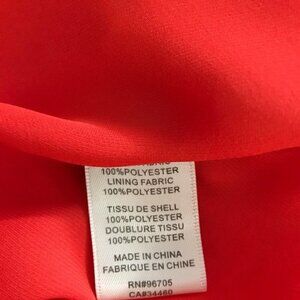 100%POLYESTER
LINING FABRIC
100%POLYESTER
TISSU DE SHELL
100%POLYESTER
DOUBLURE TISSU
100%POLYESTER
MADE IN CHINA
FABRIQUE EN CHINE
RN#96705
CA#34460